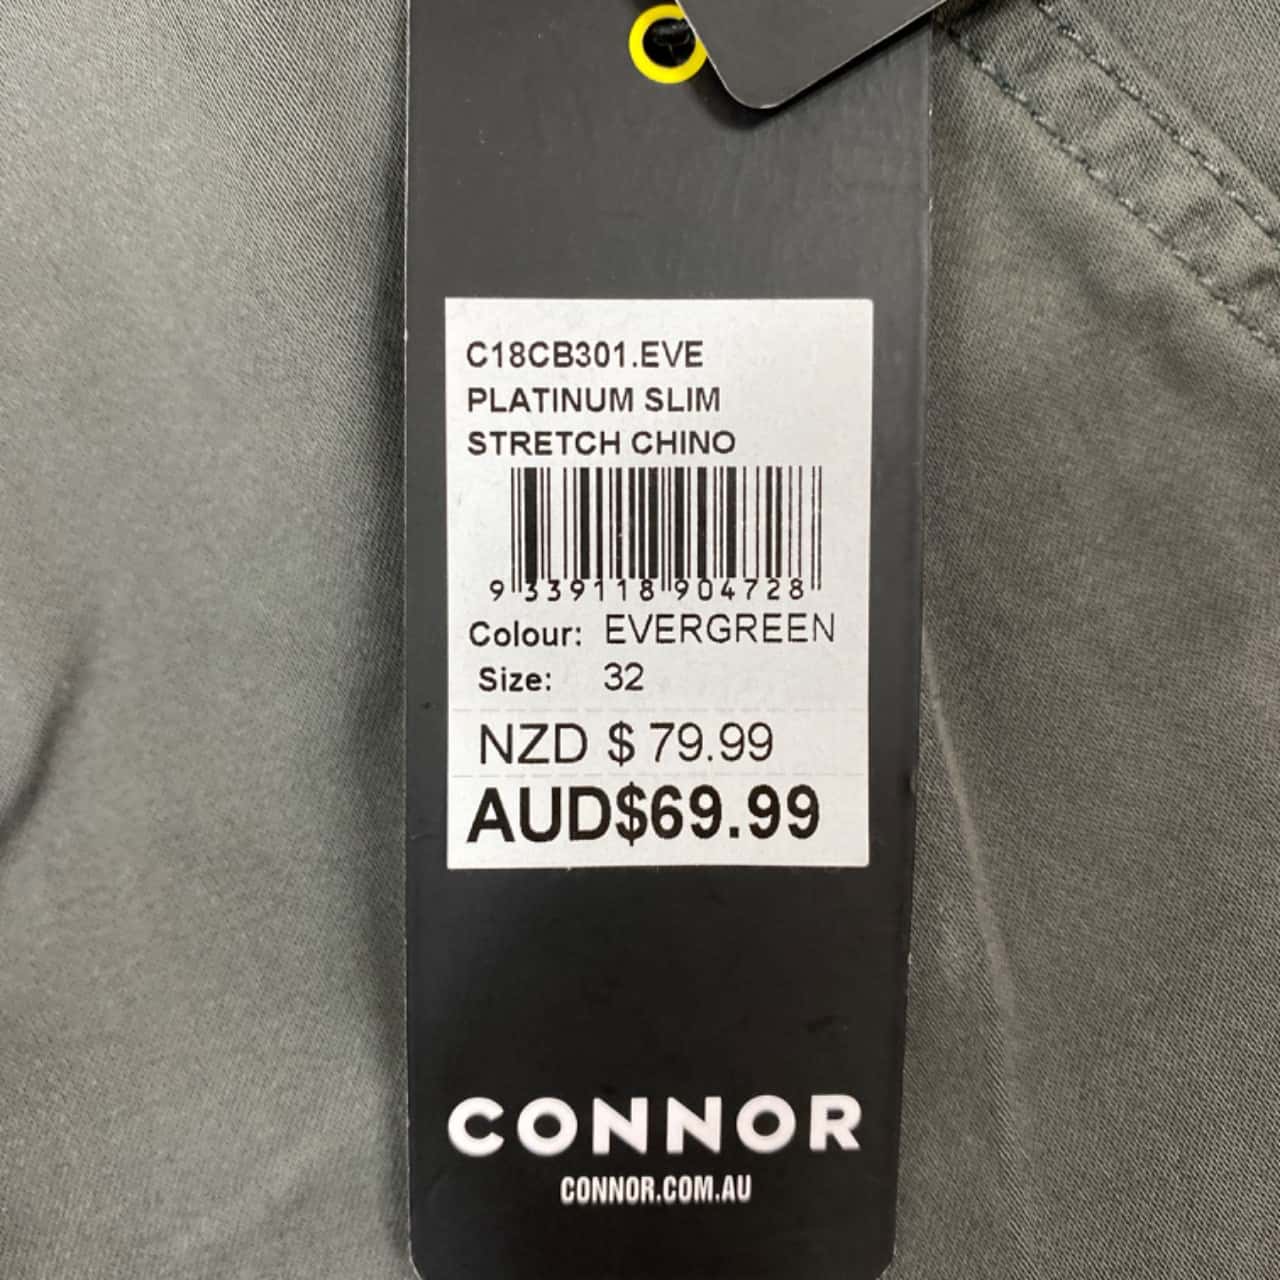 C18CB301.EVE
PLATINUM SLIM
STRETCH CHINO
9 339118 904728
Colour: EVERGREEN
Size: 32
NZD $ 79.99
AUD$69.99
CONNOR
CONNOR.COM.AU